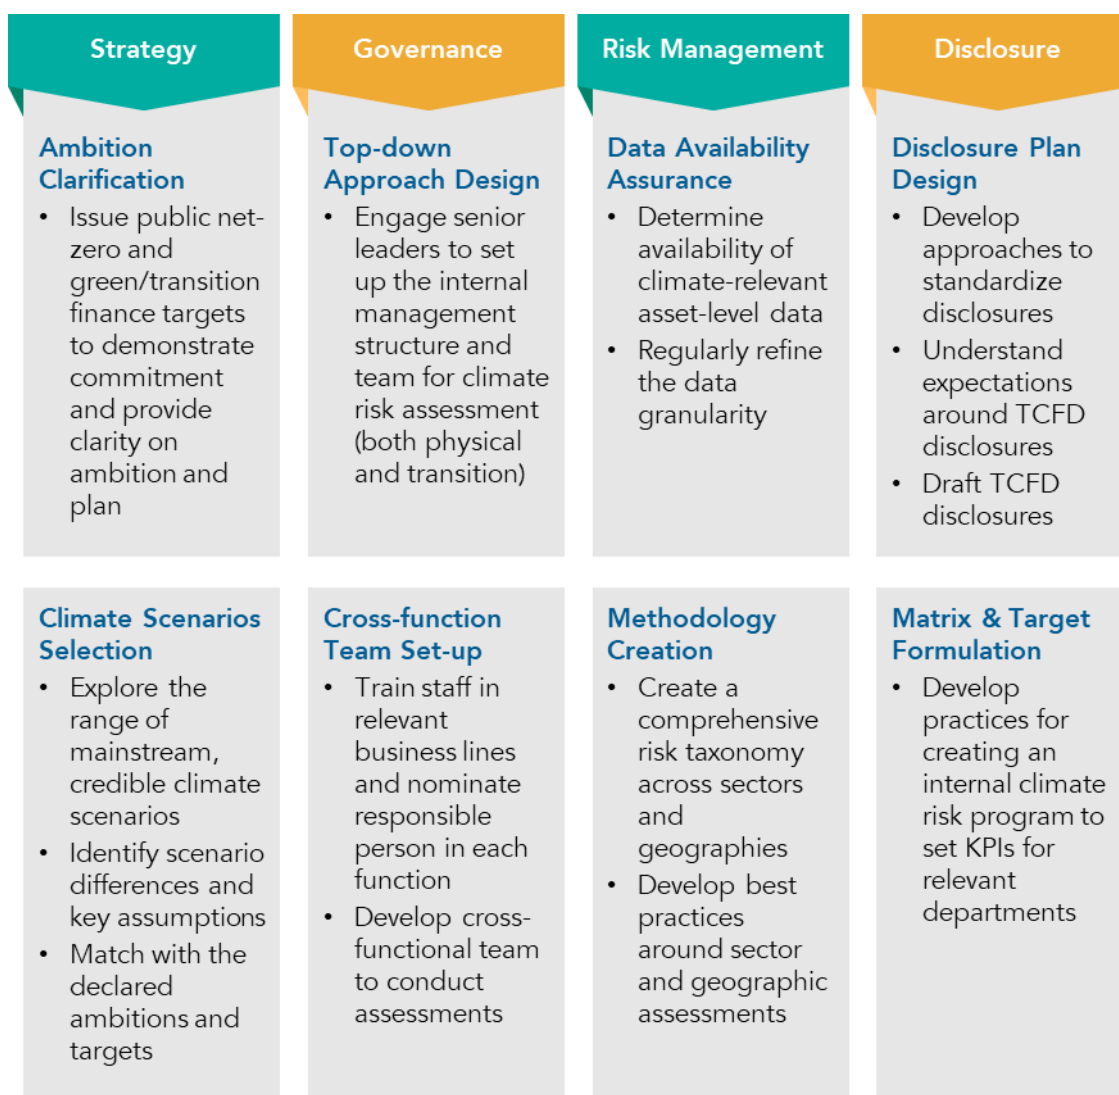 Strategy
Governance
Risk Management
Disclosure
Ambition
Clarification
• Issue public net-
zero and
green/transition
finance targets
to demonstrate
commitment
and provide
clarity on
ambition and
plan
Top-down
Approach Design
• Engage senior
leaders to set
up the internal
management
structure and
team for climate
risk assessment
(both physical
and transition)
Data Availability
Assurance
• Determine
availability of
climate-relevant
asset-level data
• Regularly refine
the data
granularity
Disclosure Plan
Design
• Develop
approaches to
standardize
disclosures
• Understand
expectations
around TCFD
disclosures
• Draft TCFD
disclosures
Climate Scenarios
Selection
• Explore the
range of
mainstream,
credible climate
scenarios
• Identify scenario
differences and
key assumptions
• Match with the
declared
ambitions and
targets
Cross-function
Team Set-up
• Train staff in
relevant
business lines
and nominate
responsible
person in each
function
• Develop cross-
functional team
to conduct
assessments
Methodology
Creation
• Create a
comprehensive
risk taxonomy
across sectors
and
geographies
• Develop best
practices
around sector
and geographic
assessments
Matrix & Target
Formulation
• Develop
practices for
creating an
internal climate
risk program to
set KPIs for
relevant
departments